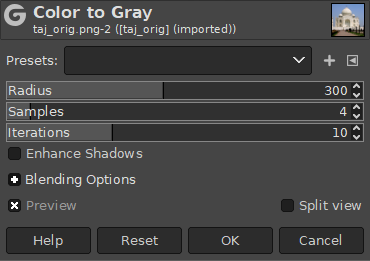 Color to Gray
taj_orig.png-2 ([taj_orig] (imported))
Presets:
Radius 300
Samples 4
Iterations 10
Enhance Shadows
Blending Options
Preview Split view
Help Reset OK Cancel